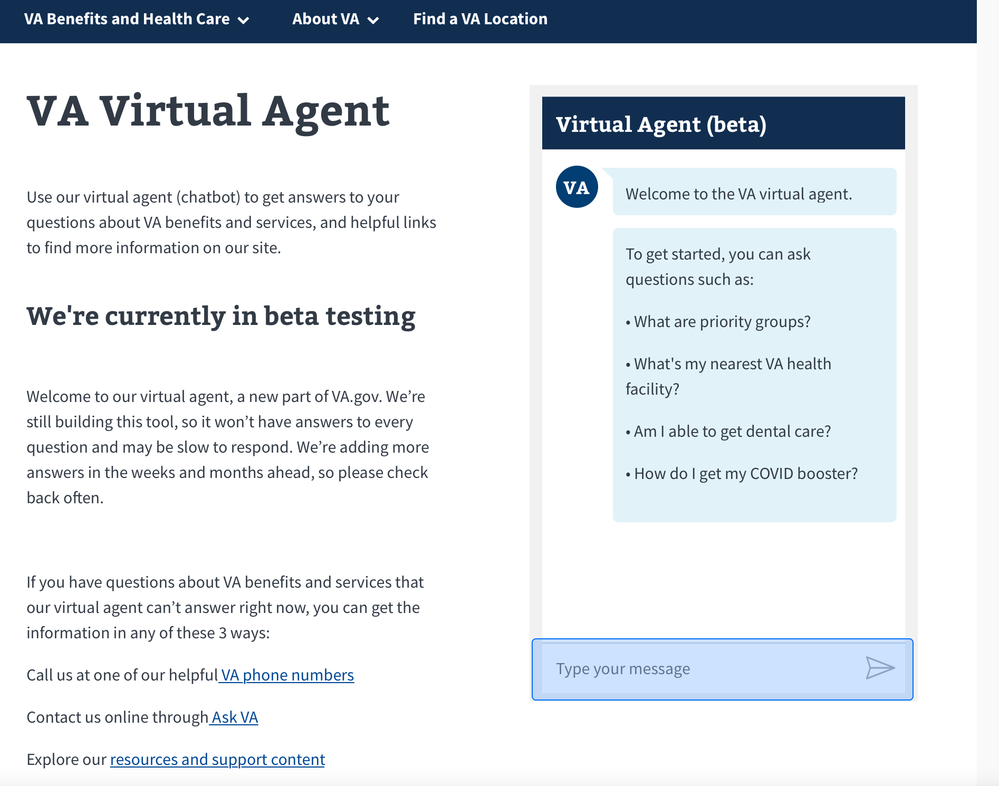 VA Benefits and Health Care
About VA
Find a VA Location
VA Virtual Agent
Use our virtual agent (chatbot) to get answers to your
questions about VA benefits and services, and helpful links
to find more information on our site.
We're currently in beta testing
Welcome to our virtual agent, a new part of VA.gov. We’re
still building this tool, so it won’t have answers to every
question and may be slow to respond. We’re adding more
answers in the weeks and months ahead, so please check
back often.
If you have questions about VA benefits and services that
our virtual agent can’t answer right now, you can get the
information in any of these 3 ways:
Call us at one of our helpful VA phone numbers
Contact us online through Ask VA
Explore our resources and support content
Virtual Agent (beta)
VA
Welcome to the VA virtual agent.
To get started, you can ask
questions such as:
• What are priority groups?
• What's my nearest VA health
facility?
• Am I able to get dental care?
• How do I get my COVID booster?
Type your message